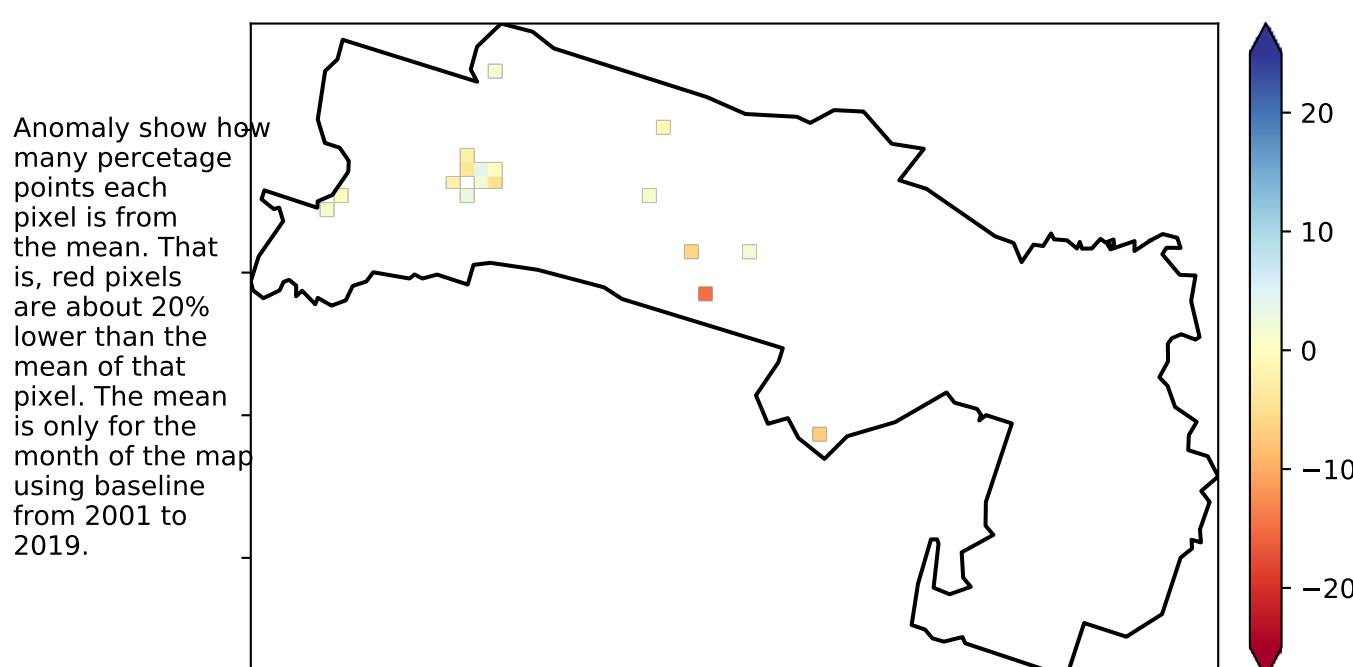 Anomaly show how
many percetage
points each
pixel is from
the mean. That
is, red pixels
are about 20%
lower than the
mean of that
pixel. The mean
is only for the
month of the map
using baseline
from 2001 to
2019.
20
10
0
−10
−20